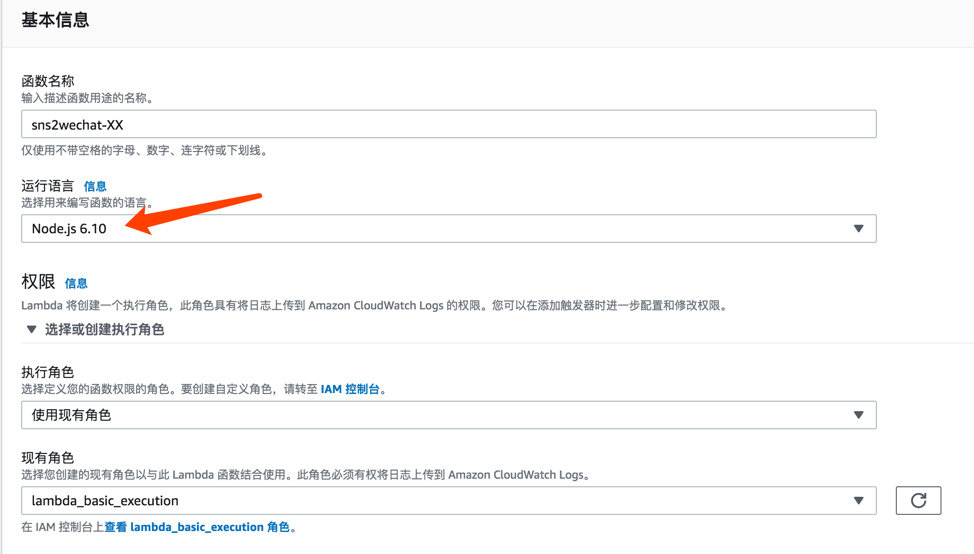 基本信息
函数名称
输入描述函数用途的名称。
sns2wechat-XX
仅使用不带空格的字母、数字、连字符或下划线。
运行语言 信息
选择用来编写函数的语言。
Node.js 6.10
权限 信息
Lambda 将创建一个执行角色，此角色具有将日志上传到 Amazon CloudWatch Logs 的权限。您可以在添加触发器时进一步配置和修改权限。
▼ 选择或创建执行角色
执行角色
选择定义您的函数权限的角色。要创建自定义角色，请转至 IAM 控制台。
使用现有角色
现有角色
选择您创建的现有角色以与此 Lambda 函数结合使用。此角色必须有权将日志上传到 Amazon CloudWatch Logs。
lambda_basic_execution
在 IAM 控制台上查看 lambda_basic_execution 角色。